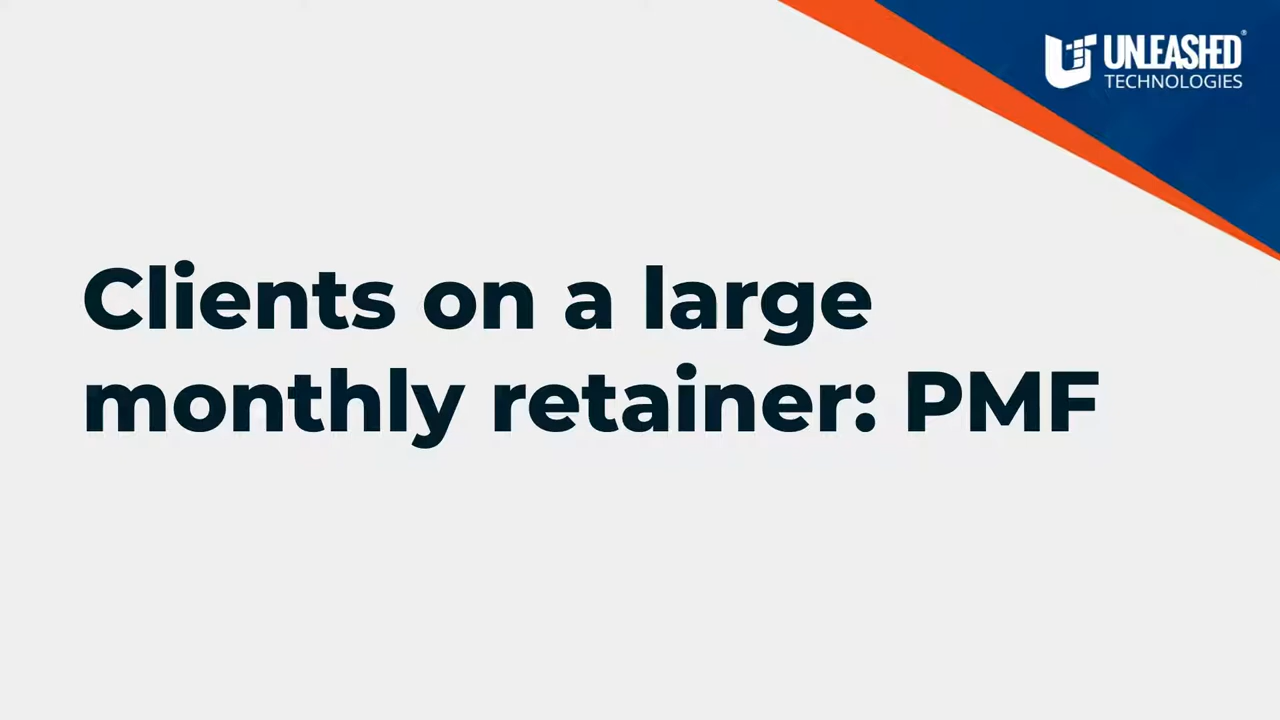 UNLEASHED®
TECHNOLOGIES
Clients on a large
monthly retainer: PMF